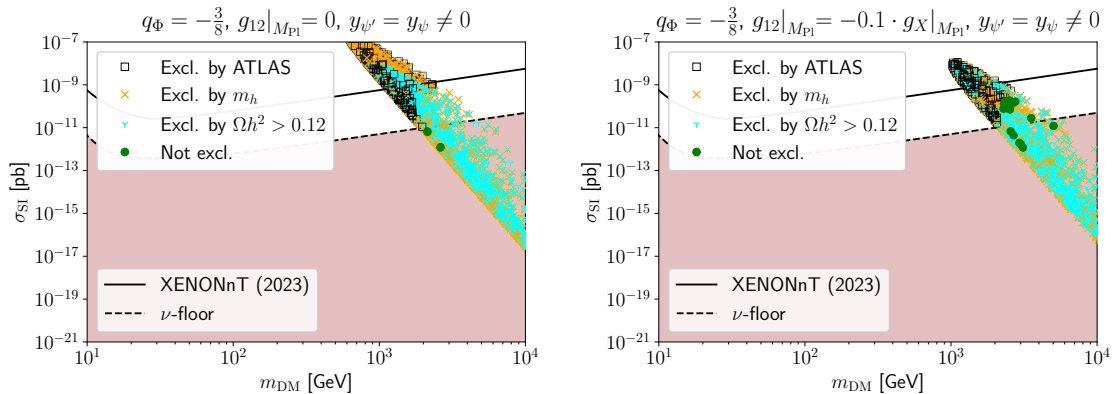 q_Φ = −3/8, g_12|_{M_Pl} = 0, y_ψ′ = y_ψ ≠ 0
10^−7
10^−9
10^−11
10^−13
10^−15
10^−17
10^−19
10^−21
σ_SI [pb]
Excl. by ATLAS
Excl. by m_h
Excl. by Ωh² > 0.12
Not excl.
XENONnT (2023)
ν-floor
10^1
10^2
10^3
10^4
m_DM [GeV]
q_Φ = −3/8, g_12|_{M_Pl} = −0.1 · g_X|_{M_Pl}, y_ψ′ = y_ψ ≠ 0
10^−7
10^−9
10^−11
10^−13
10^−15
10^−17
10^−19
10^−21
σ_SI [pb]
Excl. by ATLAS
Excl. by m_h
Excl. by Ωh² > 0.12
Not excl.
XENONnT (2023)
ν-floor
10^1
10^2
10^3
10^4
m_DM [GeV]